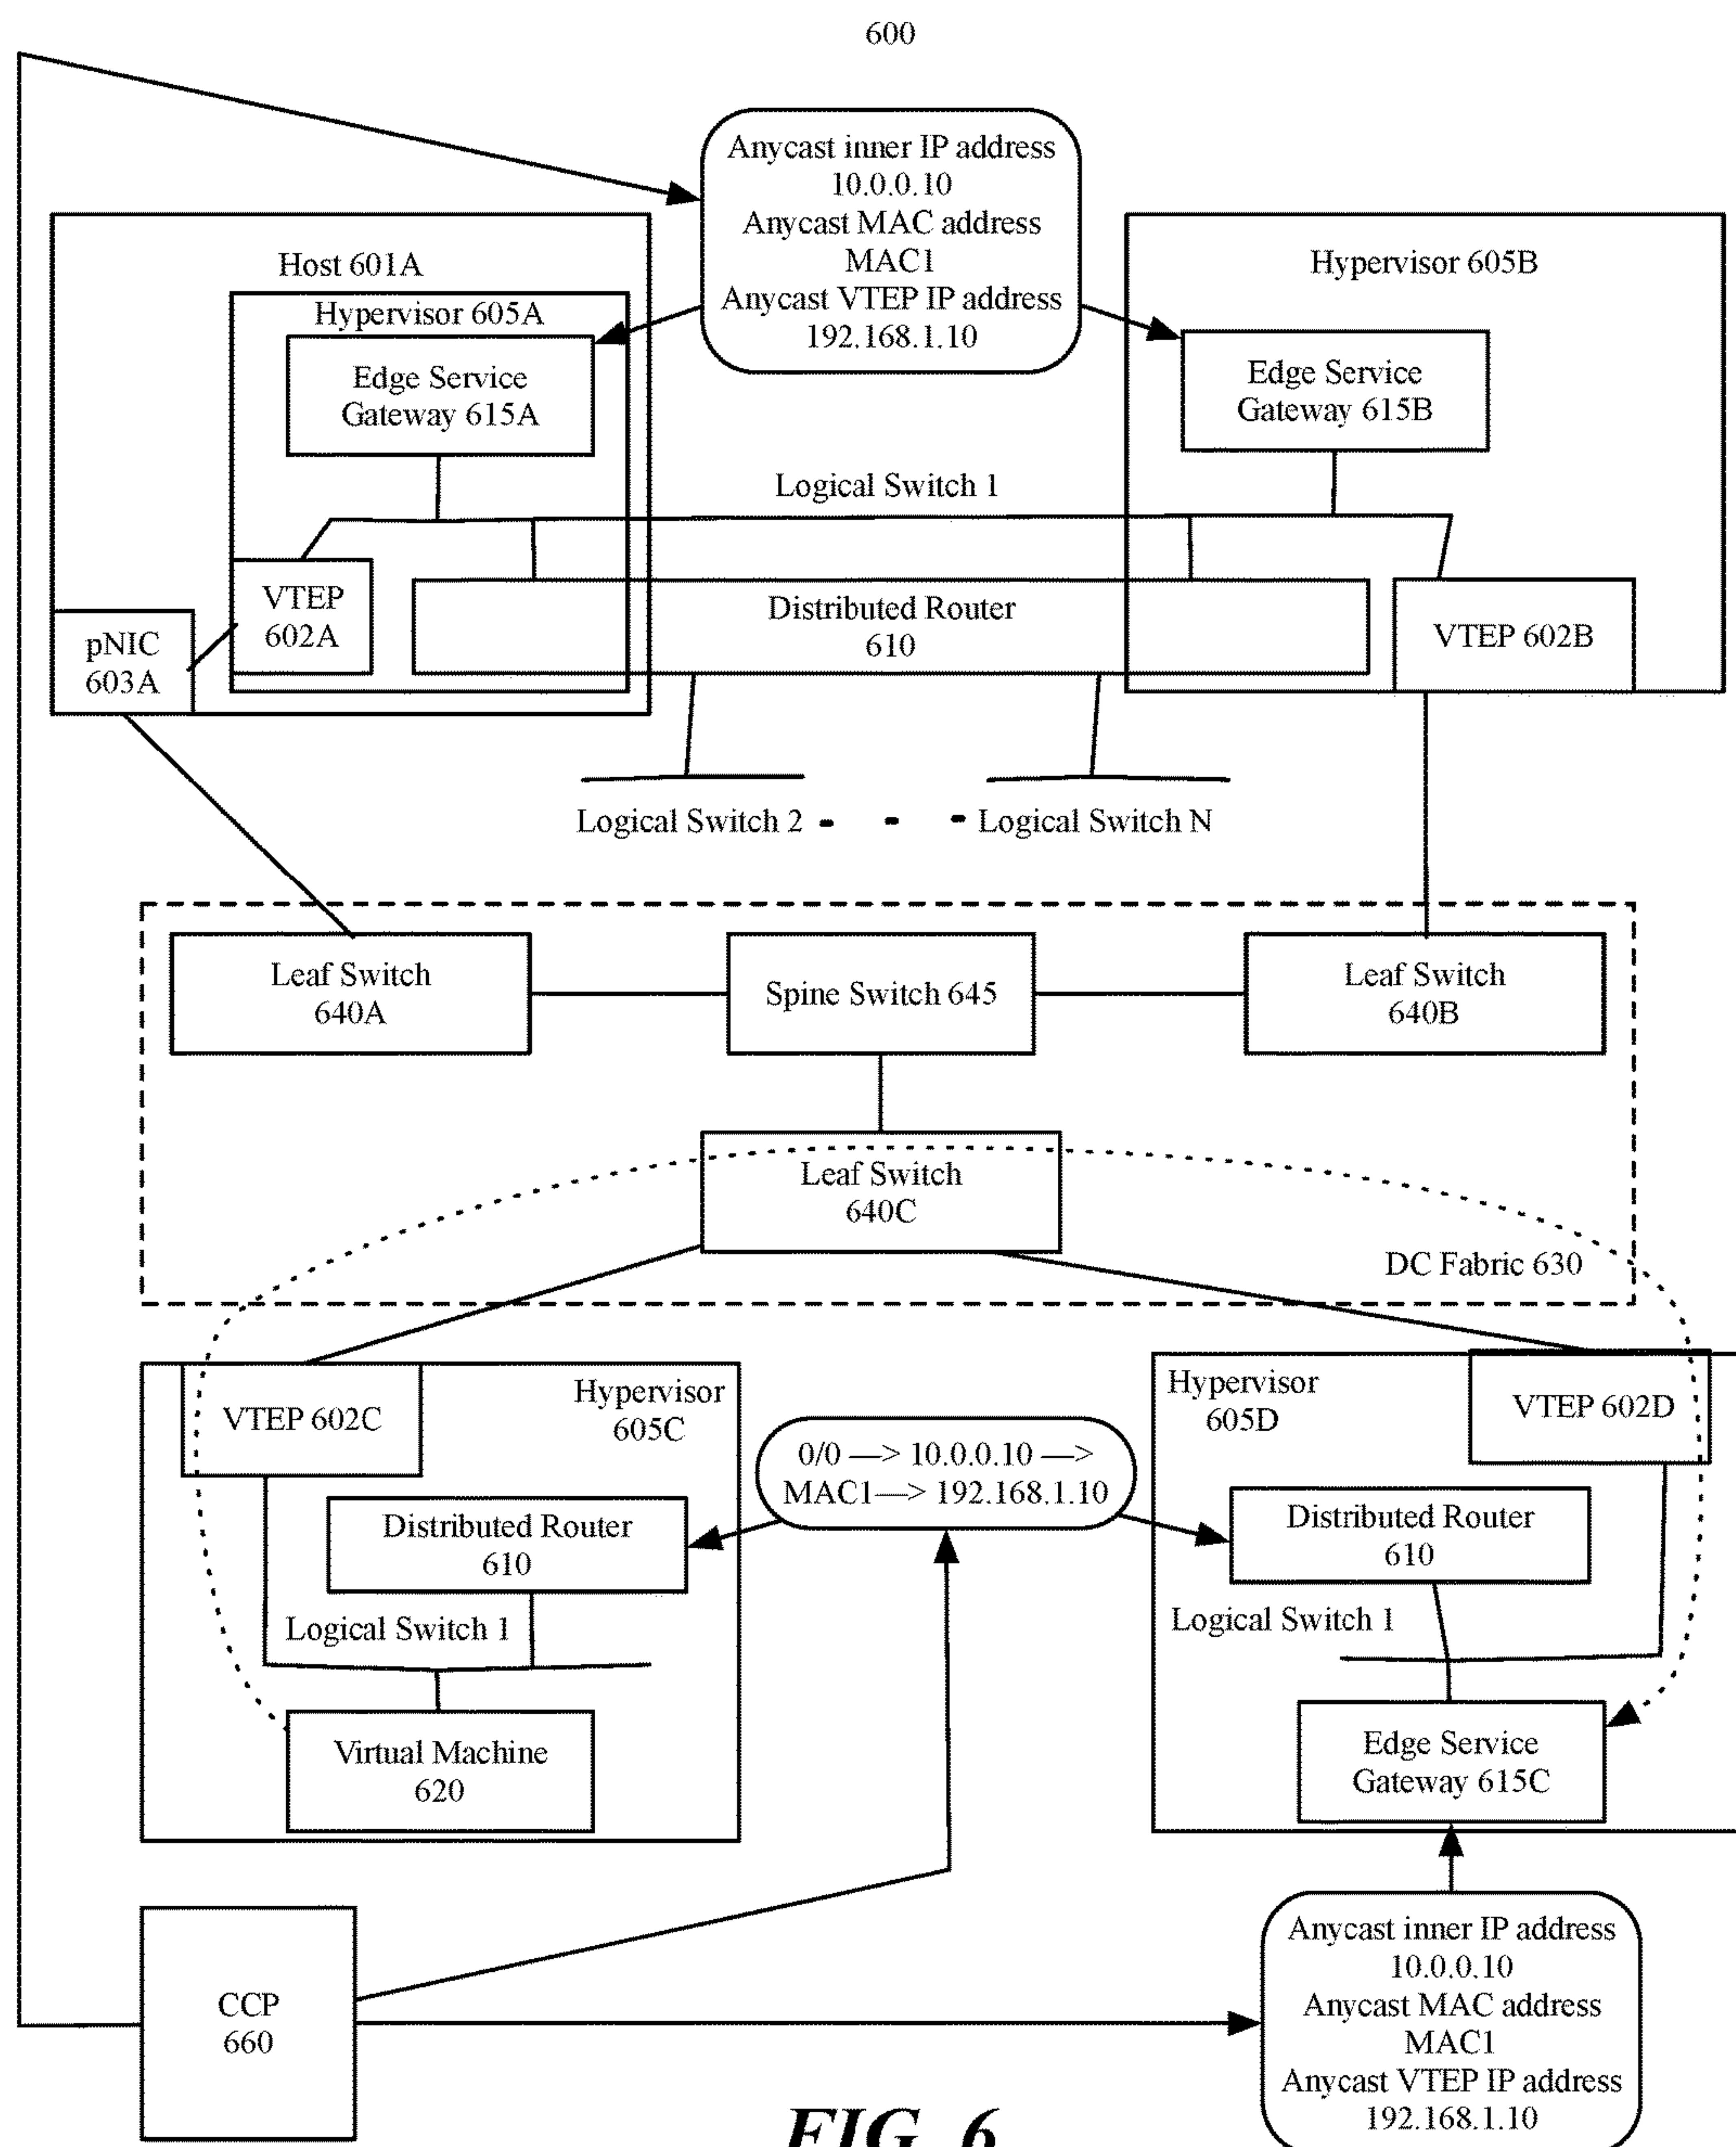 600
Anycast inner IP address
10.0.0.10
Anycast MAC address
MAC1
Anycast VTEP IP address
192.168.1.10
Host 601A
Hypervisor 605A
Edge Service
Gateway 615A
Hypervisor 605B
Edge Service
Gateway 615B
Logical Switch 1
VTEP
602A
pNIC
603A
Distributed Router
610
VTEP 602B
Logical Switch 2
Logical Switch N
Leaf Switch
640A
Spine Switch 645
Leaf Switch
640B
Leaf Switch
640C
DC Fabric 630
VTEP 602C
Hypervisor
605C
0/0 —> 10.0.0.10 —>
MAC1—> 192.168.1.10
Hypervisor
605D
VTEP 602D
Distributed Router
610
Distributed Router
610
Logical Switch 1
Logical Switch 1
Virtual Machine
620
Edge Service
Gateway 615C
CCP
660
Anycast inner IP address
10.0.0.10
Anycast MAC address
MAC1
Anycast VTEP IP address
192.168.1.10
FIG. 6